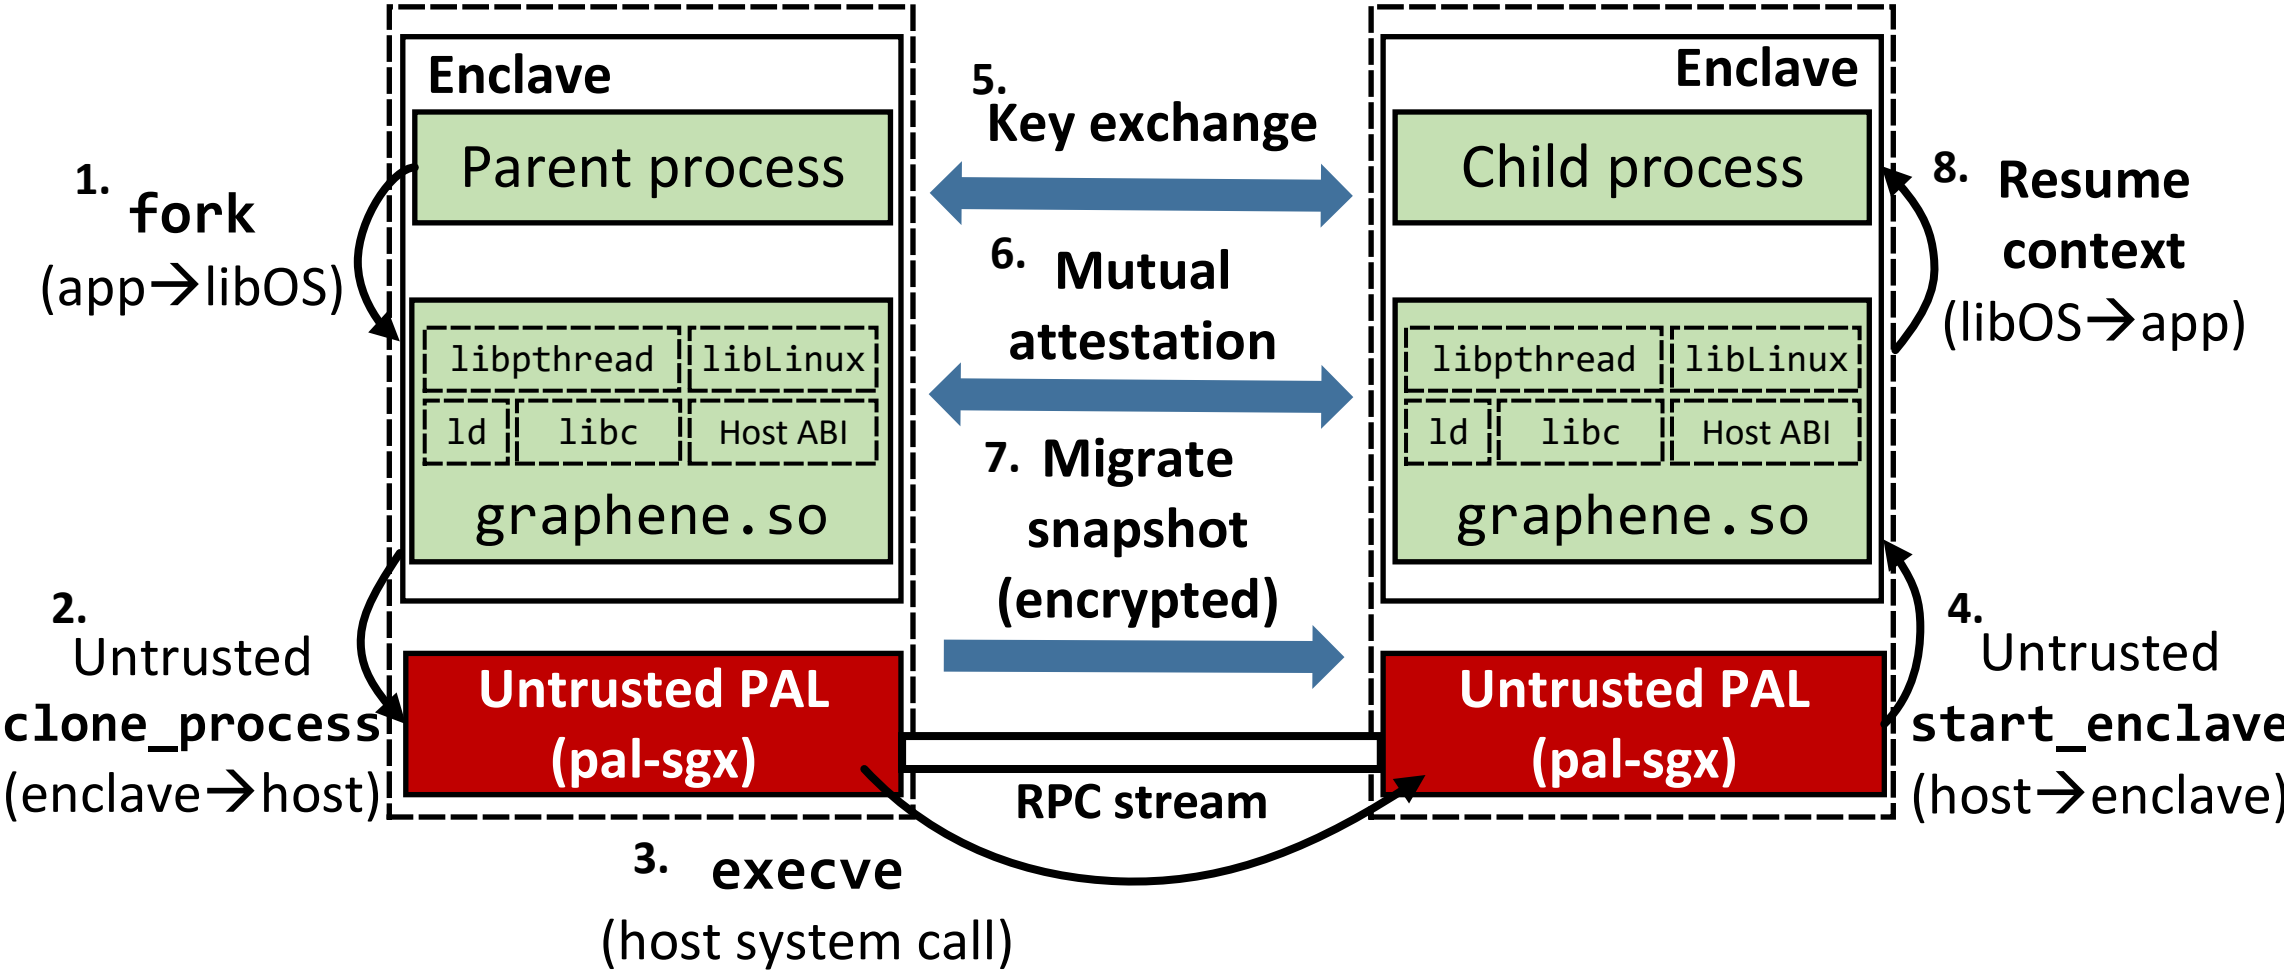 Enclave
Parent process
1.
fork
(app→libOS)
libpthread
libLinux
ld
libc
Host ABI
graphene.so
2.
Untrusted
clone_process
(enclave→host)
Untrusted PAL
(pal-sgx)
3.
execve
(host system call)
RPC stream
5.
Key exchange
6.
Mutual
attestation
7.
Migrate
snapshot
(encrypted)
Enclave
Child process
libpthread
libLinux
ld
libc
Host ABI
graphene.so
Untrusted PAL
(pal-sgx)
4.
Untrusted
start_enclave
(host→enclave)
8.
Resume
context
(libOS→app)